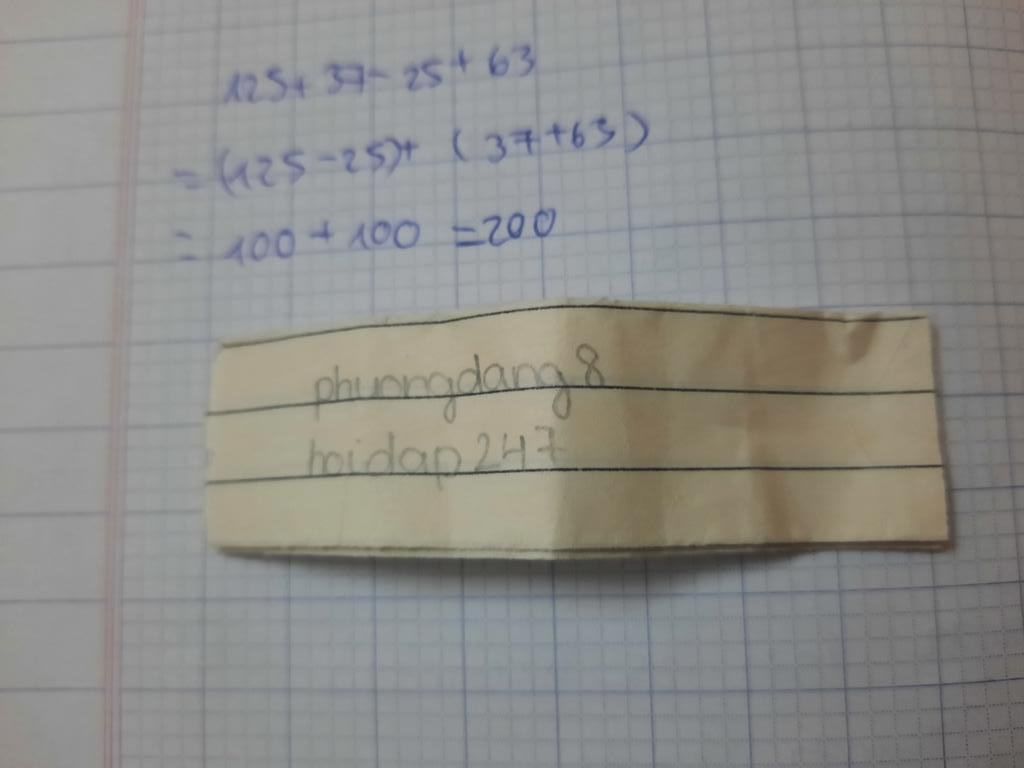 125 + 37 - 25 + 63
= (125 - 25) + (37 + 63)
= 100 + 100 = 200
phuongdang8
hoidap247